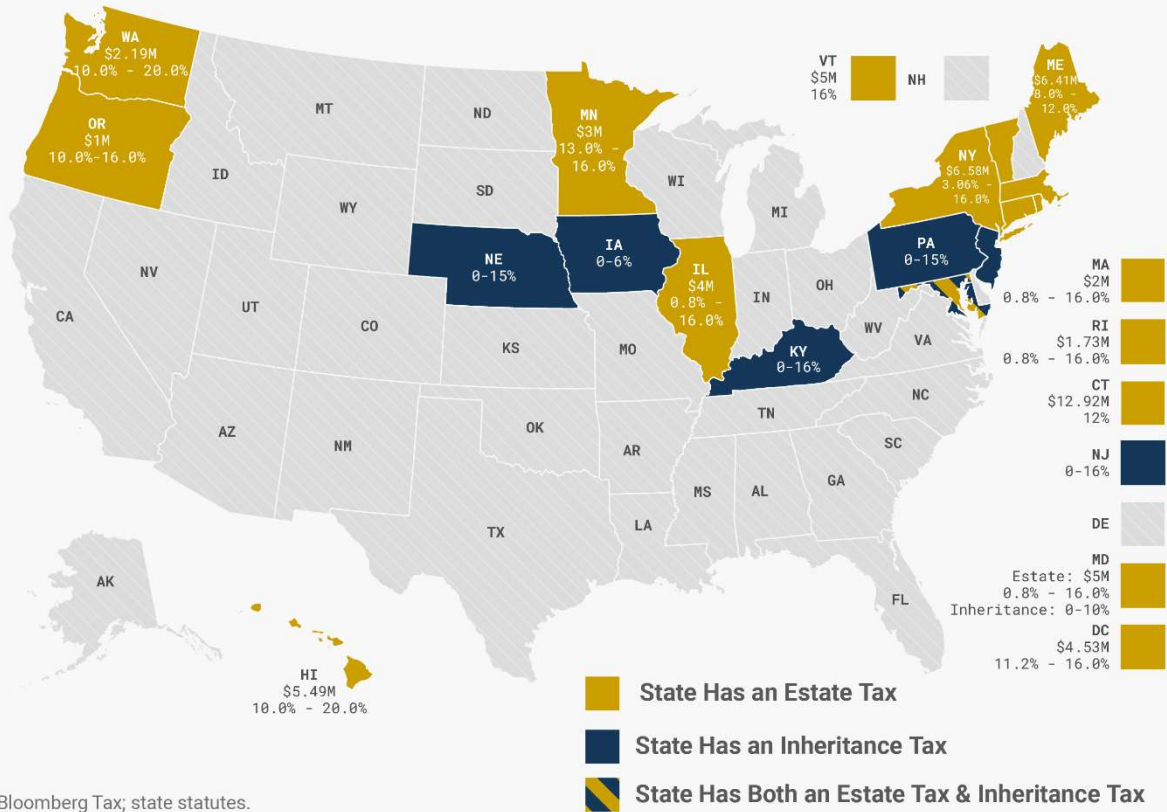 WA
$2.19M
10.0% - 20.0%
OR
$1M
10.0%-16.0%
MT
ID
WY
NV
UT
CA
AZ
CO
NM
ND
SD
NE
0-15%
KS
OK
TX
MN
$3M
13.0% -
16.0%
IA
0-6%
MO
AR
LA
WI
IL
$4M
0.8% -
16.0%
MI
IN
OH
KY
0-16%
TN
MS
AL
GA
FL
SC
NC
VA
WV
PA
0-15%
NY
$6.58M
3.06% -
16.0%
ME
$6.41M
8.0% -
12.0%
VT
$5M
16%
NH
MA
$2M
0.8% - 16.0%
RI
$1.73M
0.8% - 16.0%
CT
$12.92M
12%
NJ
0-16%
DE
MD
Estate: $5M
0.8% - 16.0%
Inheritance: 0-10%
DC
$4.53M
11.2% - 16.0%
AK
HI
$5.49M
10.0% - 20.0%
State Has an Estate Tax
State Has an Inheritance Tax
State Has Both an Estate Tax & Inheritance Tax
Bloomberg Tax; state statutes.